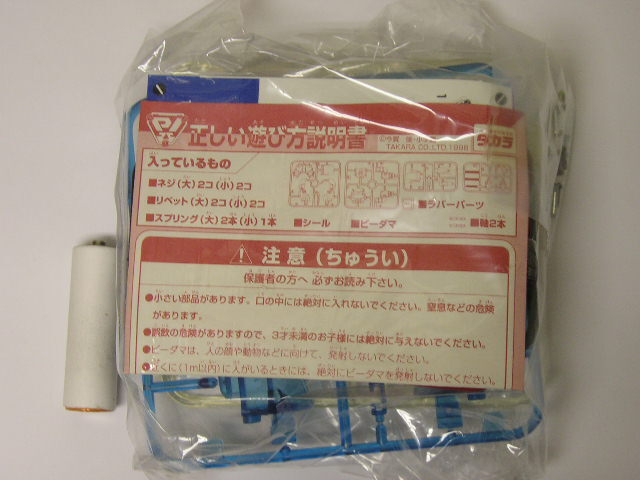 正しい遊び方説明書
TAKARA CO.,LTD.1998
タカラ
入っているもの
■ネジ(大)2コ(小)2コ
■リベット(大)2コ(小)2コ
■スプリング(大)2本(小)1本
■シール
■ビーダマ
■ラバーパーツ
■軸2本
注意(ちゅうい)
保護者の方へ 必ずお読み下さい。
●小さい部品があります。口の中には絶対に入れないでください。窒息などの危険
があります。
●誤飲の危険がありますので、3才未満のお子様には絶対に与えないでください。
●ビーダマは、人の顔や動物などに向けて、発射しないでください。
●近くに(1m以内)に人がいるときには、絶対にビーダマを発射しないでください。